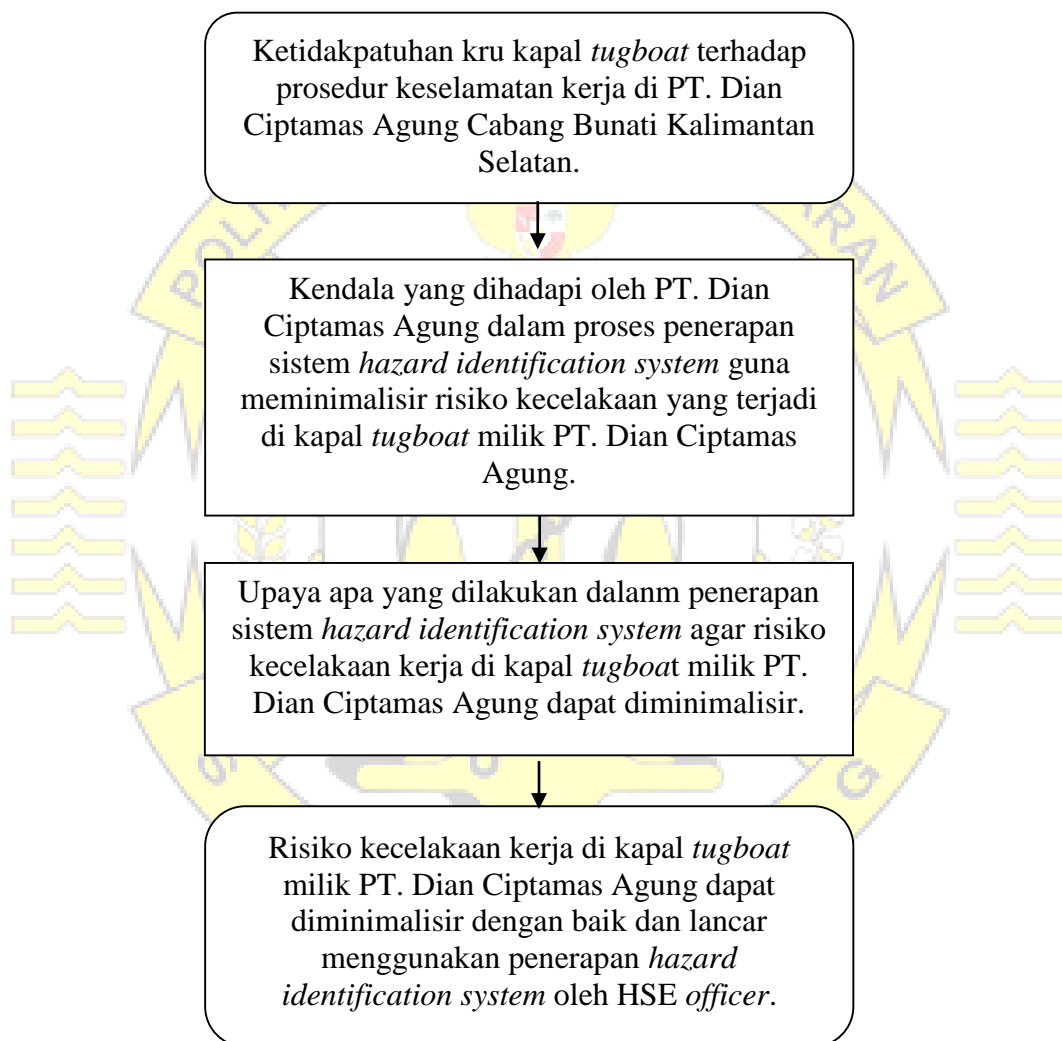 Ketidakpatuhan kru kapal tugboat terhadap
prosedur keselamatan kerja di PT. Dian
Ciptamas Agung Cabang Bunati Kalimantan
Selatan.
Kendala yang dihadapi oleh PT. Dian
Ciptamas Agung dalam proses penerapan
sistem hazard identification system guna
meminimalisir risiko kecelakaan yang terjadi
di kapal tugboat milik PT. Dian Ciptamas
Agung.
Upaya apa yang dilakukan dalanm penerapan
sistem hazard identification system agar risiko
kecelakaan kerja di kapal tugboat milik PT.
Dian Ciptamas Agung dapat diminimalisir.
Risiko kecelakaan kerja di kapal tugboat
milik PT. Dian Ciptamas Agung dapat
diminimalisir dengan baik dan lancar
menggunakan penerapan hazard
identification system oleh HSE officer.